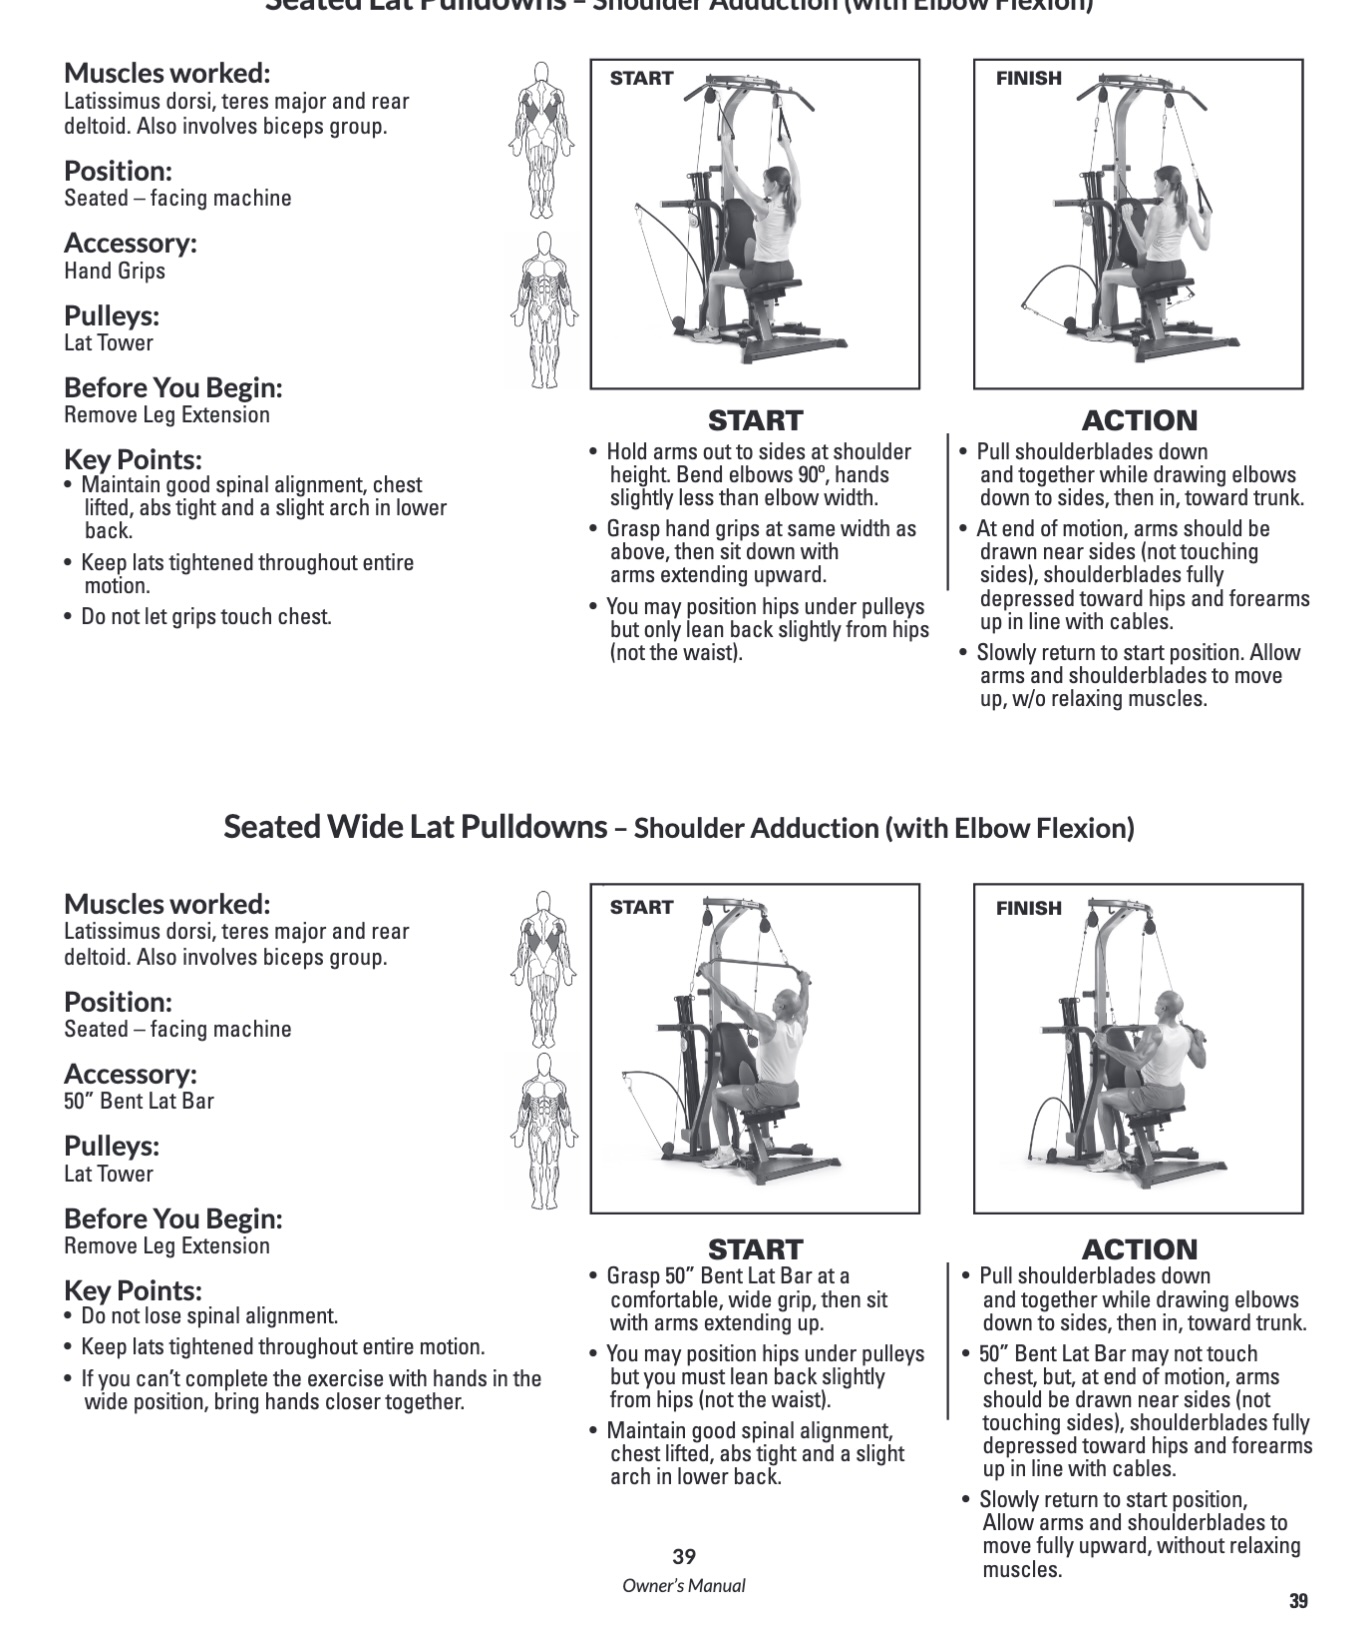 Seated Lat Pulldowns – Shoulder Adduction (with Elbow Flexion)
Muscles worked:
Latissimus dorsi, teres major and rear
deltoid. Also involves biceps group.
Position:
Seated – facing machine
Accessory:
Hand Grips
Pulleys:
Lat Tower
Before You Begin:
Remove Leg Extension
Key Points:
• Maintain good spinal alignment, chest
lifted, abs tight and a slight arch in lower
back.
• Keep lats tightened throughout entire
motion.
• Do not let grips touch chest.
START
START
• Hold arms out to sides at shoulder
height. Bend elbows 90º, hands
slightly less than elbow width.
• Grasp hand grips at same width as
above, then sit down with
arms extending upward.
• You may position hips under pulleys
but only lean back slightly from hips
(not the waist).
FINISH
ACTION
• Pull shoulderblades down
and together while drawing elbows
down to sides, then in, toward trunk.
• At end of motion, arms should be
drawn near sides (not touching
sides), shoulderblades fully
depressed toward hips and forearms
up in line with cables.
• Slowly return to start position. Allow
arms and shoulderblades to move
up, w/o relaxing muscles.
Seated Wide Lat Pulldowns – Shoulder Adduction (with Elbow Flexion)
Muscles worked:
Latissimus dorsi, teres major and rear
deltoid. Also involves biceps group.
Position:
Seated – facing machine
Accessory:
50” Bent Lat Bar
Pulleys:
Lat Tower
Before You Begin:
Remove Leg Extension
Key Points:
• Do not lose spinal alignment.
• Keep lats tightened throughout entire motion.
• If you can’t complete the exercise with hands in the
wide position, bring hands closer together.
START
START
• Grasp 50” Bent Lat Bar at a
comfortable, wide grip, then sit
with arms extending up.
• You may position hips under pulleys
but you must lean back slightly
from hips (not the waist).
• Maintain good spinal alignment,
chest lifted, abs tight and a slight
arch in lower back.
FINISH
ACTION
• Pull shoulderblades down
and together while drawing elbows
down to sides, then in, toward trunk.
• 50” Bent Lat Bar may not touch
chest, but, at end of motion, arms
should be drawn near sides (not
touching sides), shoulderblades fully
depressed toward hips and forearms
up in line with cables.
• Slowly return to start position,
Allow arms and shoulderblades to
move fully upward, without relaxing
muscles.
39
Owner’s Manual
39